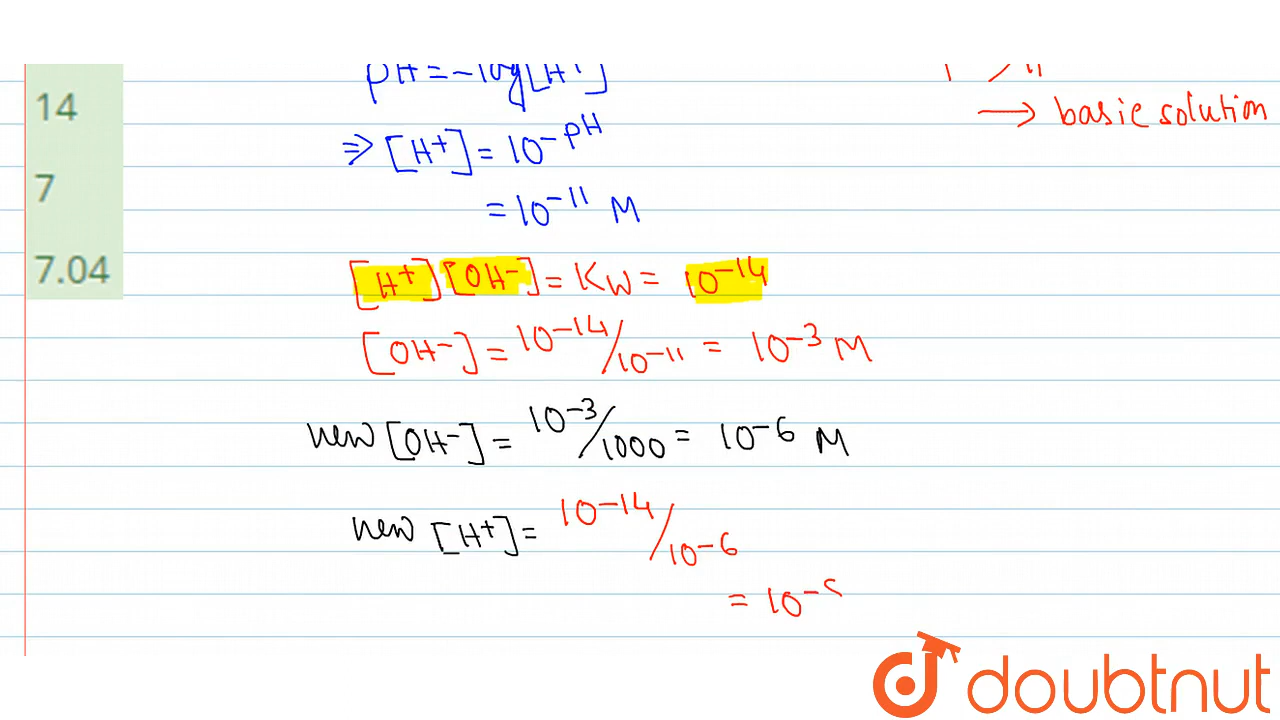 pH = -log[H+]
→ basic solution
14
⇒ [H+] = 10-pH
7
= 10-11 M
7.04
[H+][OH-] = Kw = 10-14
[OH-] = 10-14/10-11 = 10-3 M
new [OH-] = 10-3/1000 = 10-6 M
new [H+] = 10-14/10-6
= 10-
doubtnut